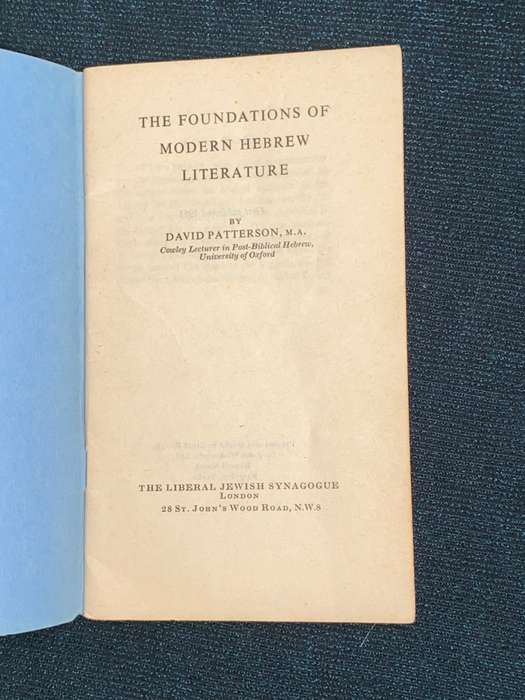 THE FOUNDATIONS OF
MODERN HEBREW
LITERATURE
BY
DAVID PATTERSON, M.A.
Cowley Lecturer in Post-Biblical Hebrew,
University of Oxford
THE LIBERAL JEWISH SYNAGOGUE
LONDON
28 ST. JOHN'S WOOD ROAD, N.W.8